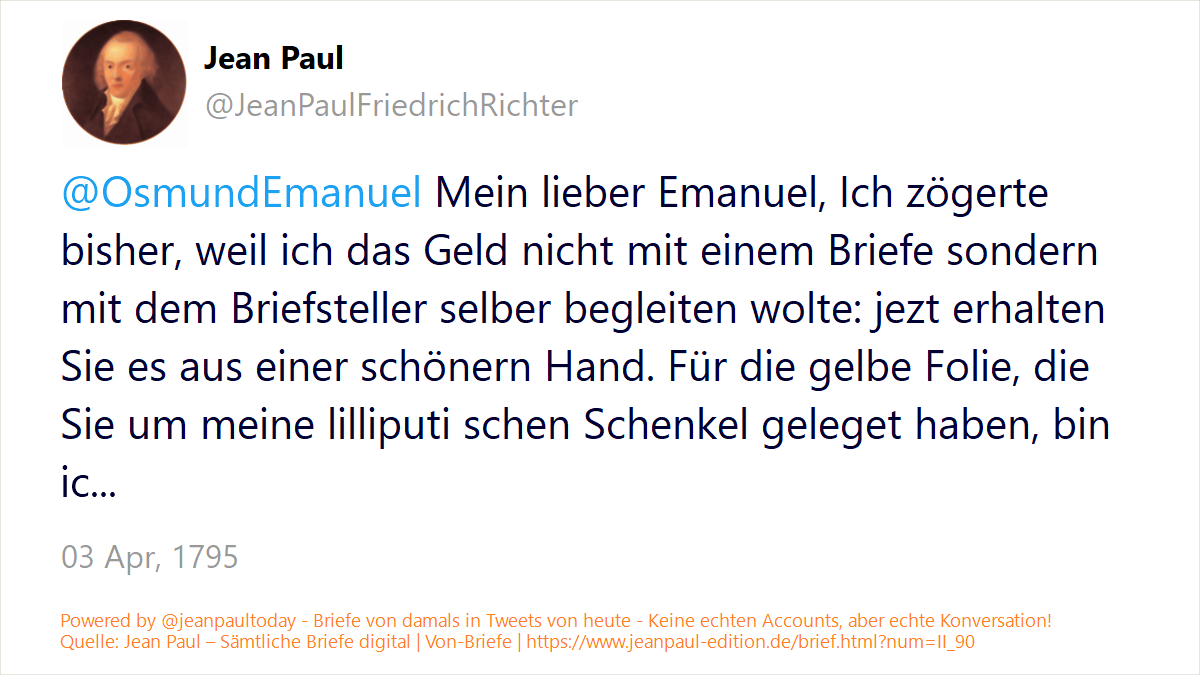 Jean Paul
@JeanPaulFriedrichRichter
@OsmundEmanuel Mein lieber Emanuel, Ich zögerte
bisher, weil ich das Geld nicht mit einem Briefe sondern
mit dem Briefsteller selber begleiten wolte: jezt erhalten
Sie es aus einer schönern Hand. Für die gelbe Folie, die
Sie um meine lilliputi schen Schenkel geleget haben, bin
ic...
03 Apr, 1795
Powered by @jeanpaultoday - Briefe von damals in Tweets von heute - Keine echten Accounts, aber echte Konversation!
Quelle: Jean Paul – Sämtliche Briefe digital | Von-Briefe | https://www.jeanpaul-edition.de/brief.html?num=II_90